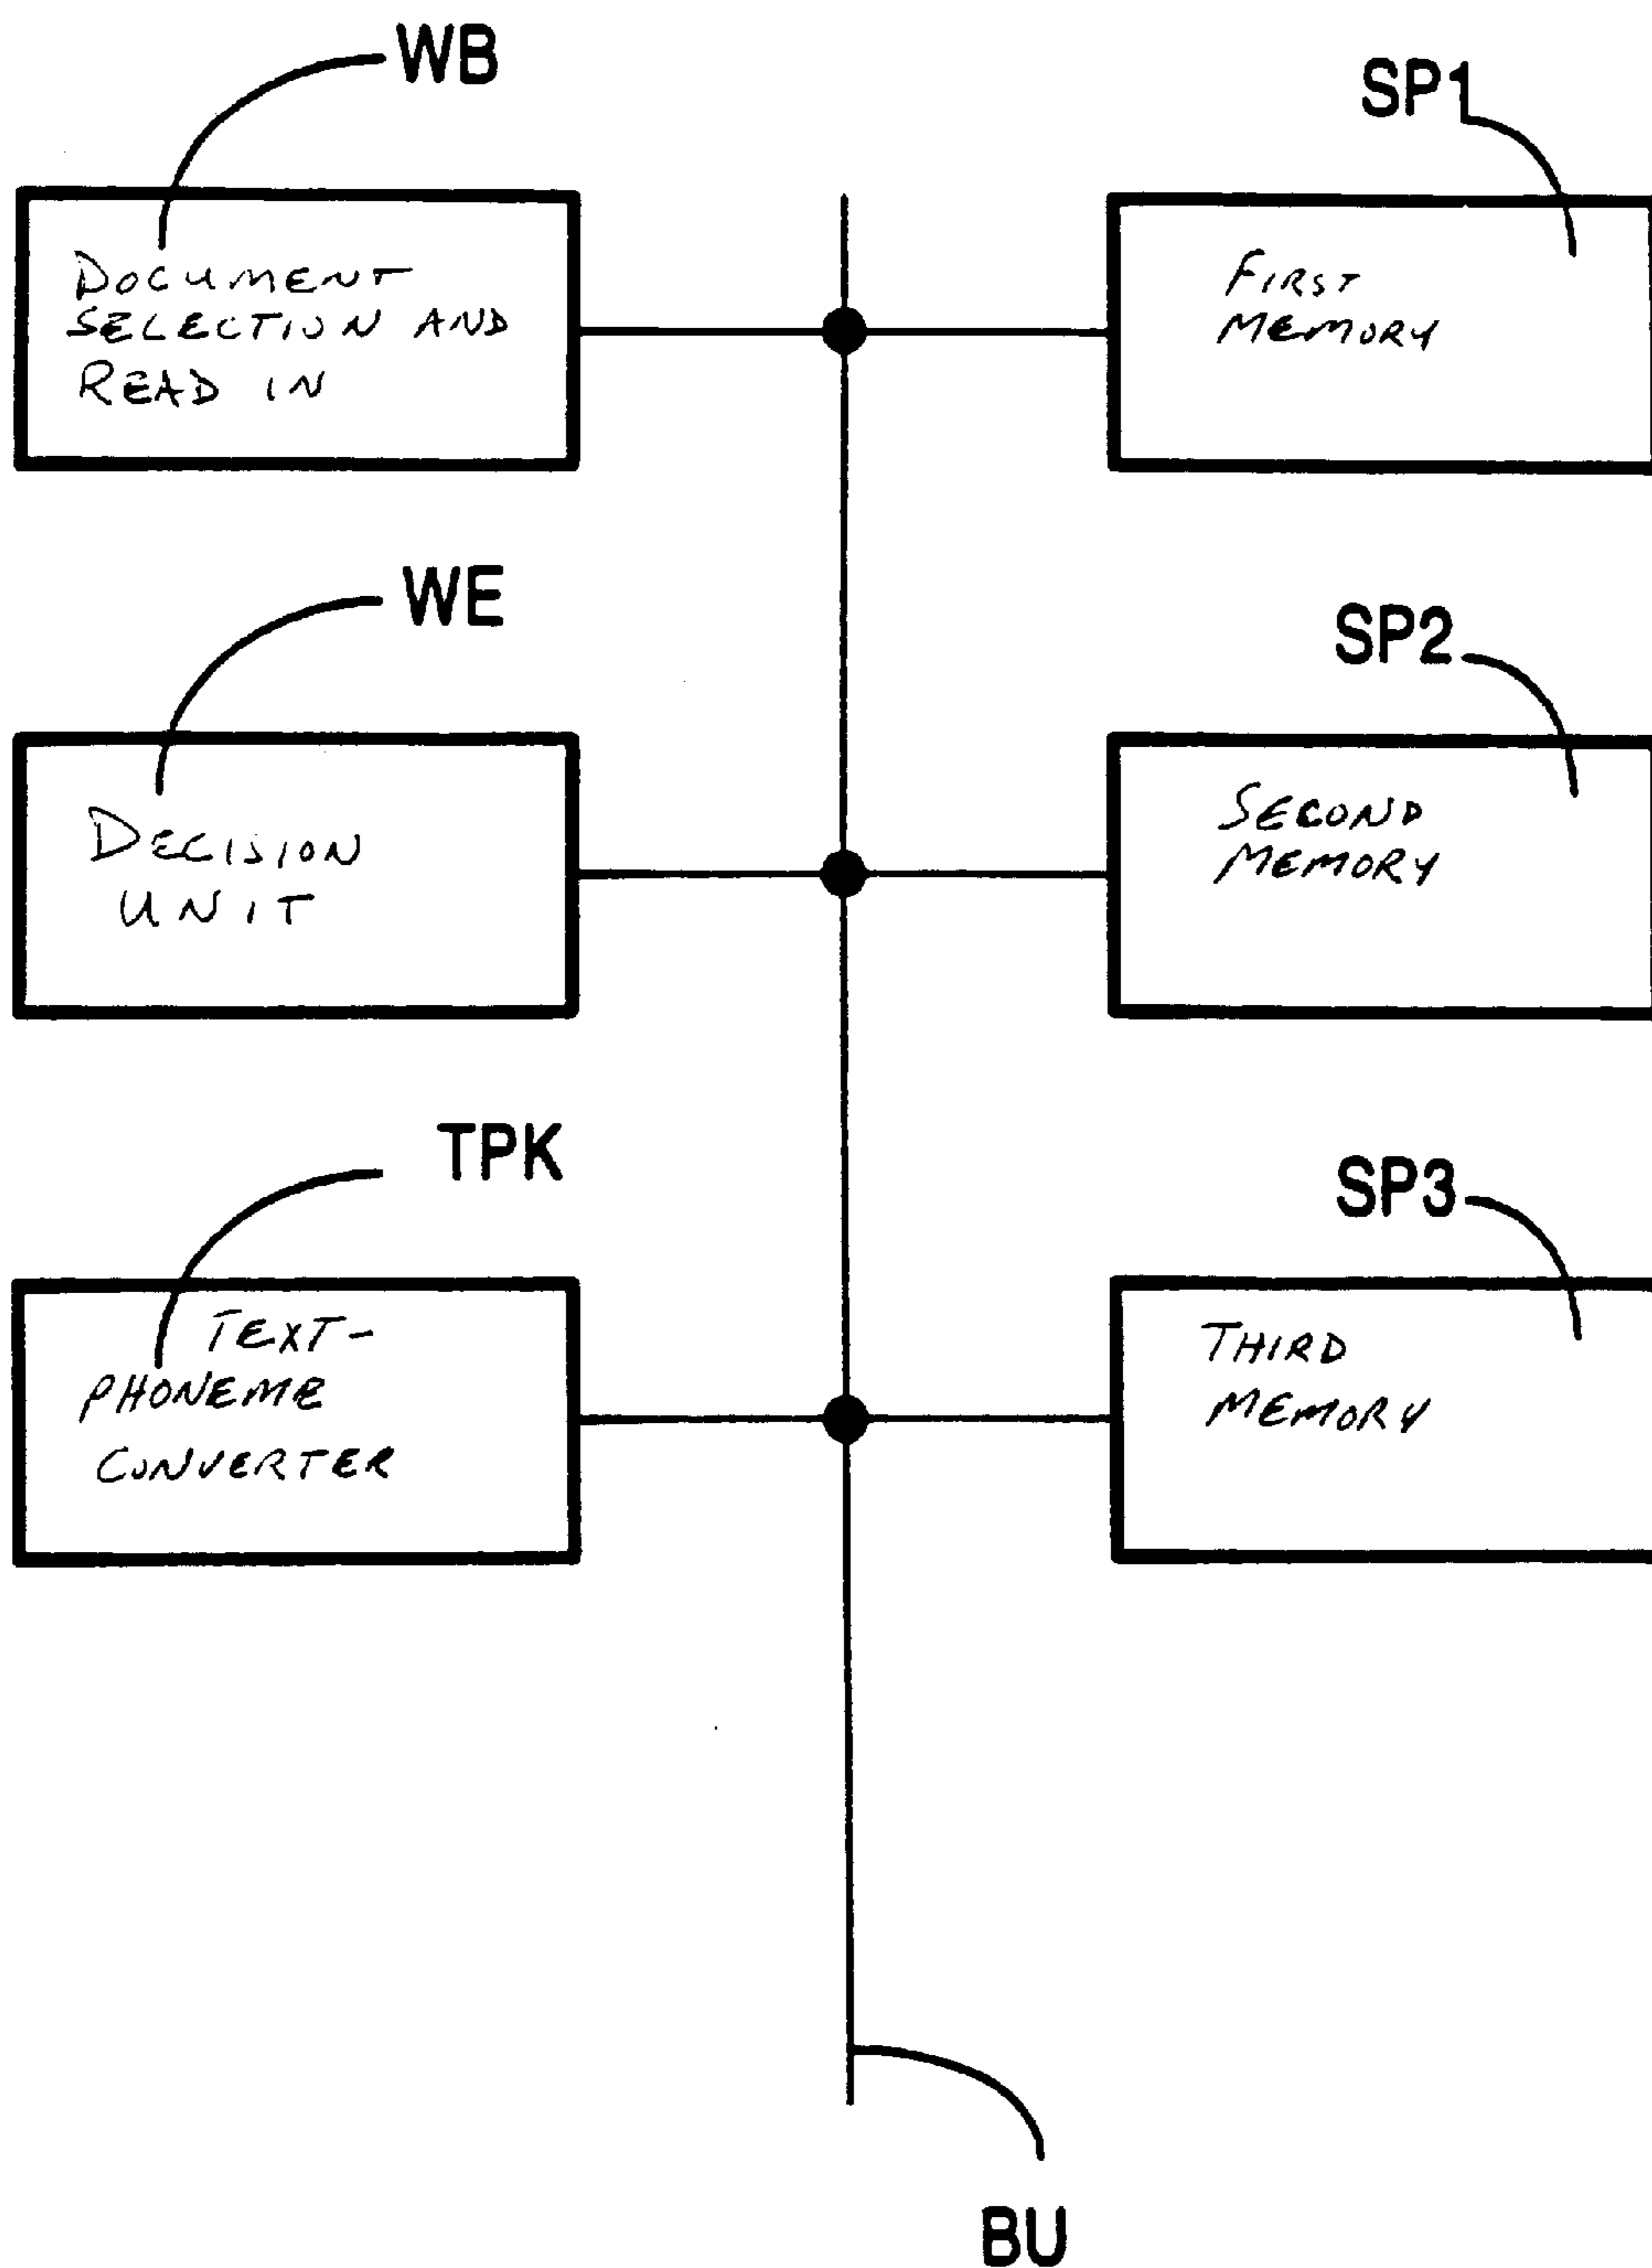 WB
SP1
DOCUMENT
SELECTION AND
READ IN
FIRST
MEMORY
WE
SP2
DECISION
UNIT
SECOND
MEMORY
TPK
SP3
TEXT-
PHONEME
CONVERTER
THIRD
MEMORY
BU